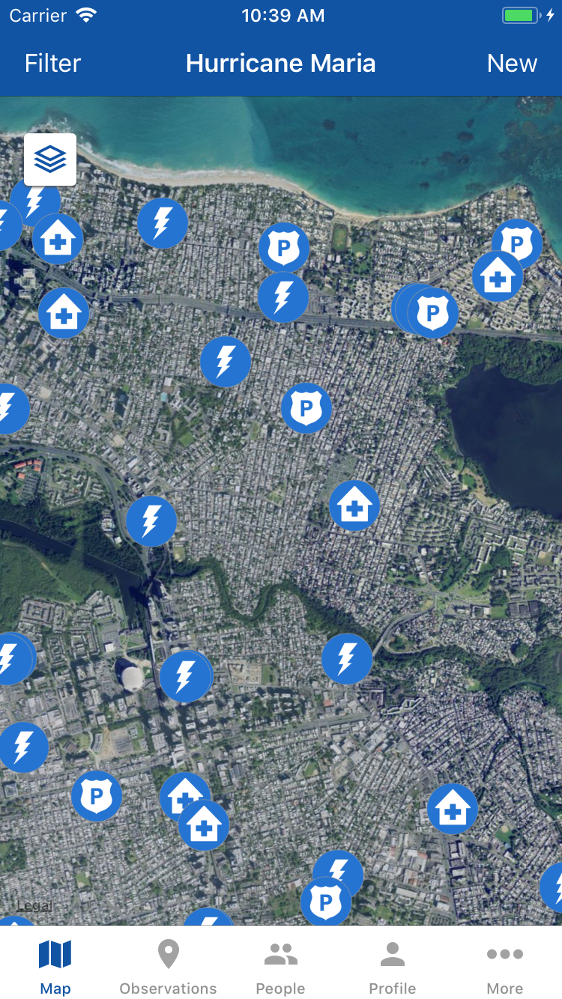 Carrier 10:39 AM
Filter Hurricane Maria New
P
P
P
P
P
P
Legal
Map Observations People Profile More